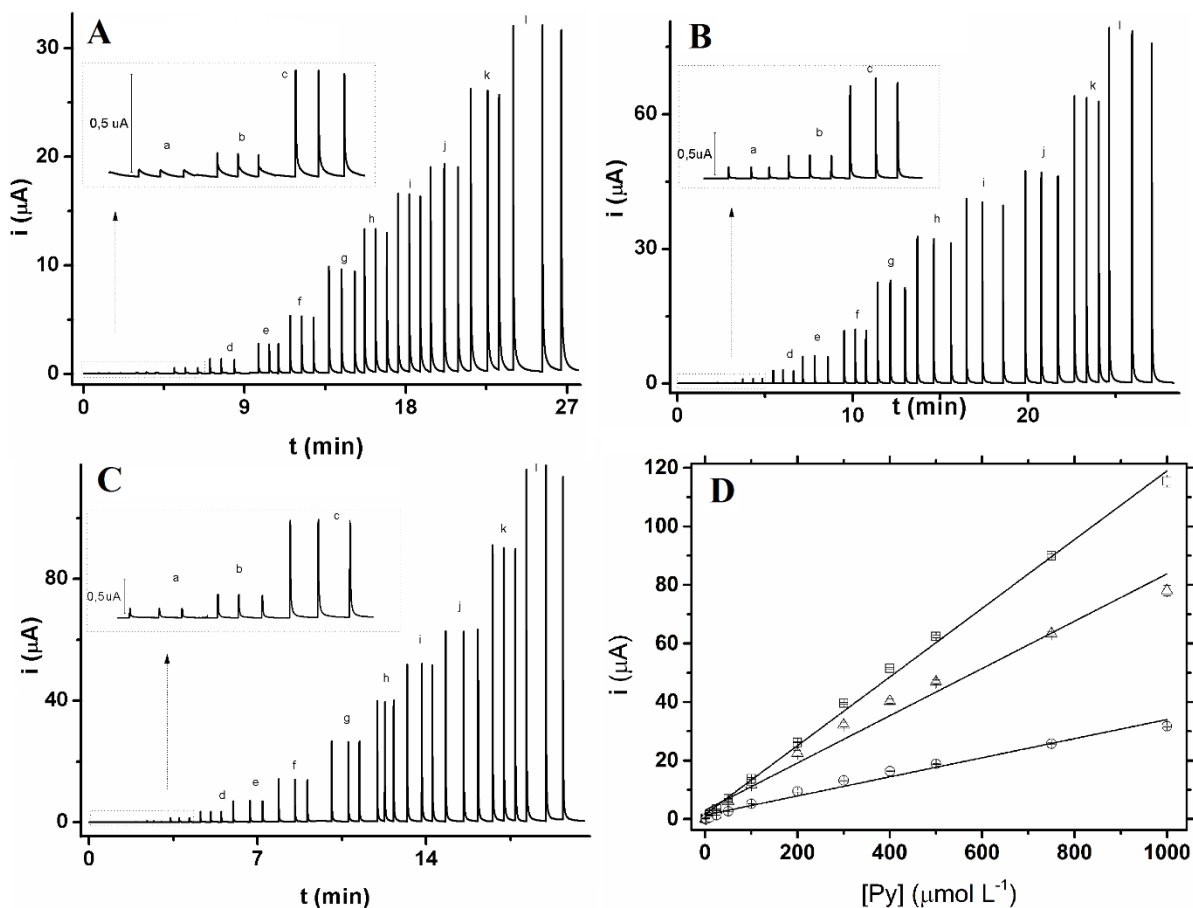 A
i (µA)
30
20
10
0
0,5 uA
a
b
c
d
e
f
g
h
i
j
k
l
0
9
18
27
t (min)
B
i (µA)
60
30
0
0,5uA
a
b
c
d
e
f
g
h
i
j
k
l
0
10
20
t (min)
C
i (µA)
80
40
0
0,5uA
a
b
c
d
e
f
g
h
i
j
k
l
0
7
14
t (min)
D
i (µA)
120
100
80
60
40
20
0
0
200
400
600
800
1000
[Py] (µmol L⁻¹)